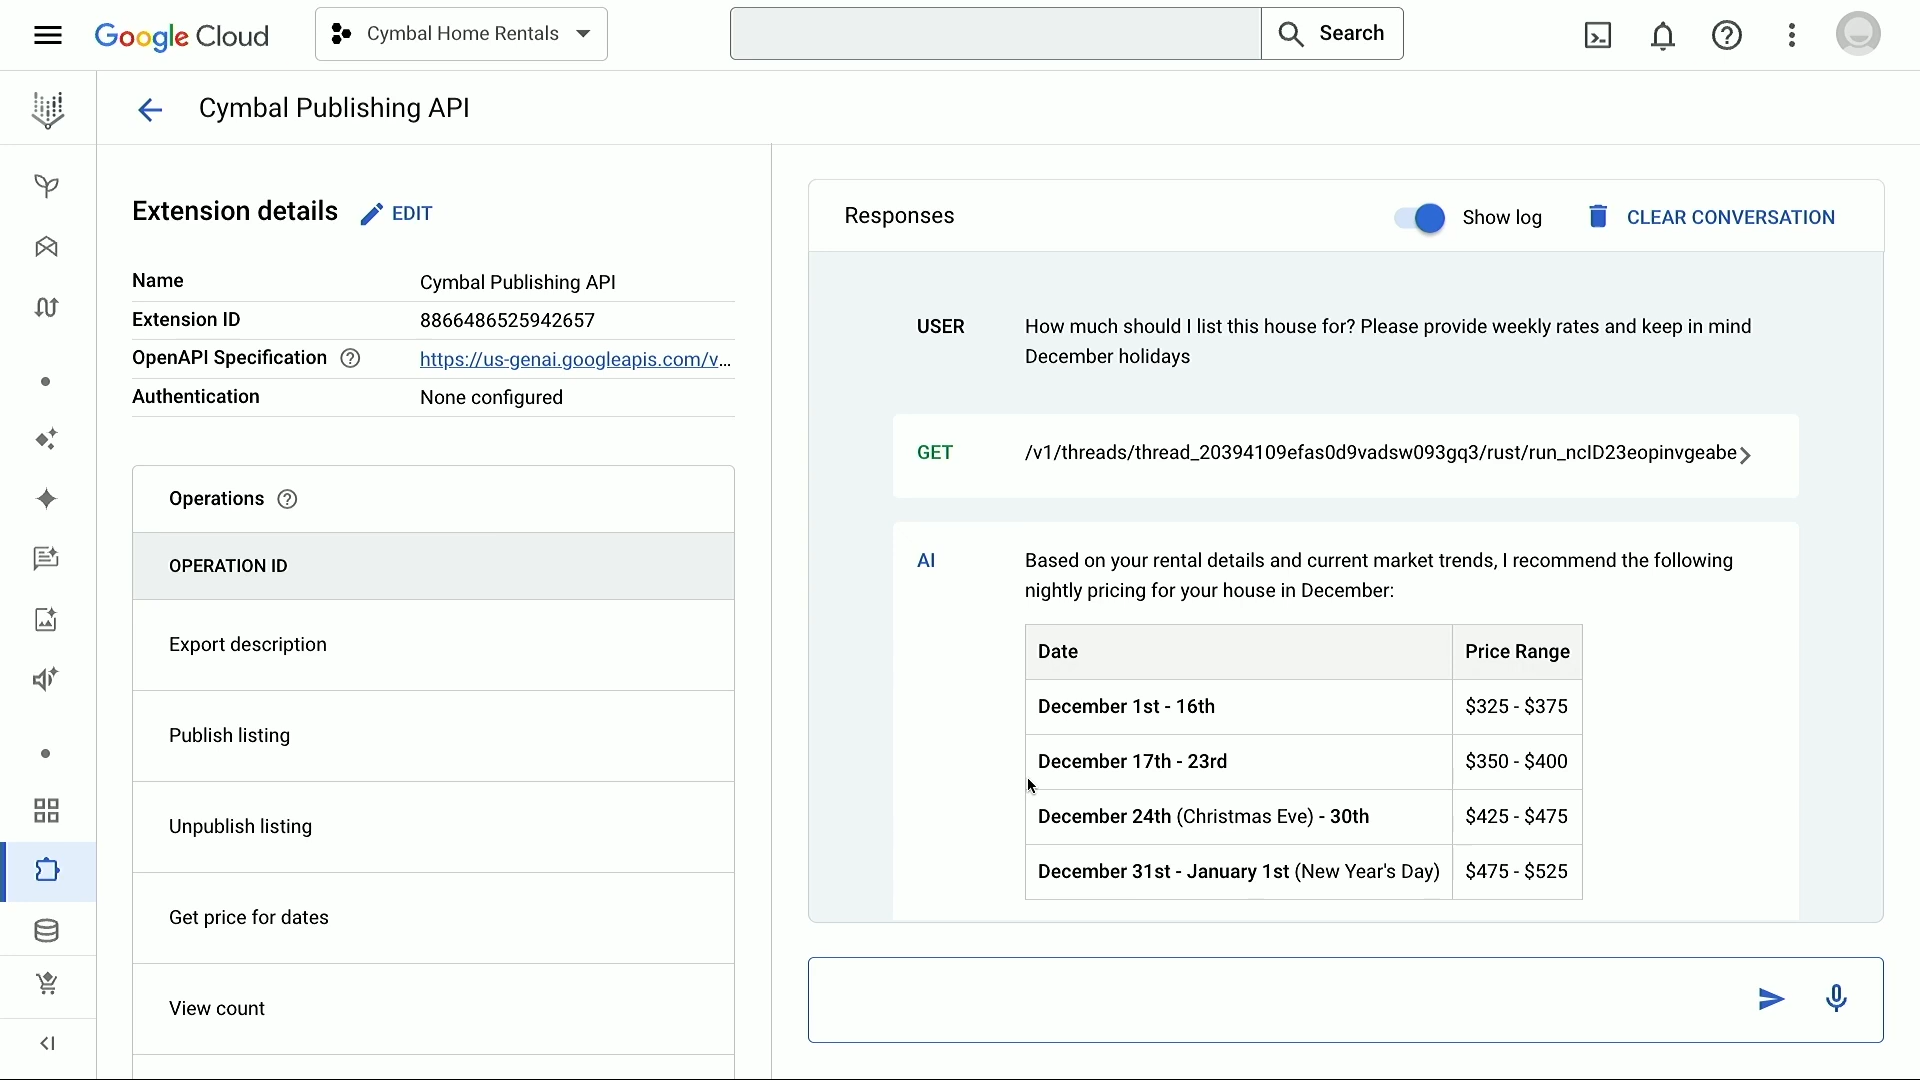 Google Cloud
Cymbal Home Rentals
Search
Cymbal Publishing API
Extension details
EDIT
Name
Cymbal Publishing API
Extension ID
8866486525942657
OpenAPI Specification
https://us-genai.googleapis.com/v...
Authentication
None configured
Operations
OPERATION ID
Export description
Publish listing
Unpublish listing
Get price for dates
View count
Responses
Show log
CLEAR CONVERSATION
USER
How much should I list this house for? Please provide weekly rates and keep in mind
December holidays
GET
/v1/threads/thread_20394109efas0d9vadsw093gq3/rust/run_ncID23eopinvgeabe
AI
Based on your rental details and current market trends, I recommend the following
nightly pricing for your house in December:
Date
Price Range
December 1st - 16th
$325 - $375
December 17th - 23rd
$350 - $400
December 24th (Christmas Eve) - 30th
$425 - $475
December 31st - January 1st (New Year's Day)
$475 - $525